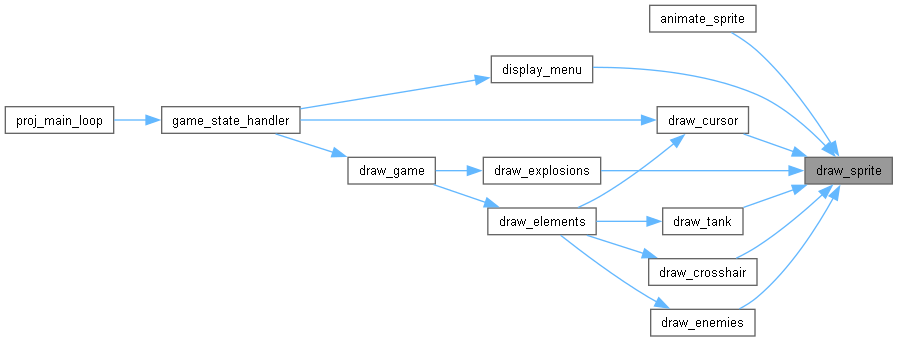 animate_sprite
display_menu
proj_main_loop
game_state_handler
draw_cursor
draw_game
draw_explosions
draw_sprite
draw_elements
draw_tank
draw_crosshair
draw_enemies